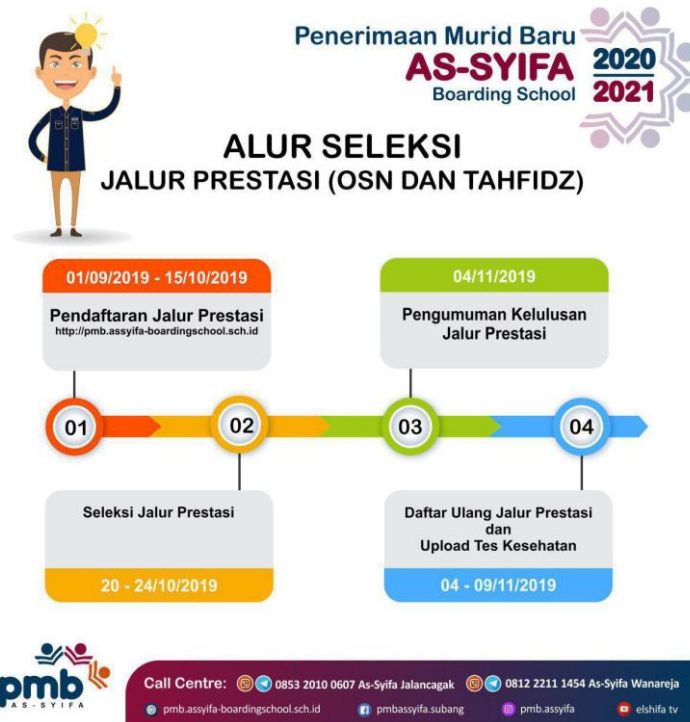 Penerimaan Murid Baru
AS-SYIFA
Boarding School
2020
2021
ALUR SELEKSI
JALUR PRESTASI (OSN DAN TAHFIDZ)
01/09/2019 - 15/10/2019
Pendaftaran Jalur Prestasi
http://pmb.assyifa-boardingschool.sch.id
04/11/2019
Pengumuman Kelulusan
Jalur Prestasi
01
02
03
04
Seleksi Jalur Prestasi
20 - 24/10/2019
Daftar Ulang Jalur Prestasi
dan
Upload Tes Kesehatan
04 - 09/11/2019
pmb
AS-SYIFA
Call Centre: 0853 2010 0607 As-Syifa Jalancagak 0812 2211 1454 As-Syifa Wanareja
pmb.assyifa-boardingschool.sch.id pmbassyifa.subang pmb.assyifa elshifa tv